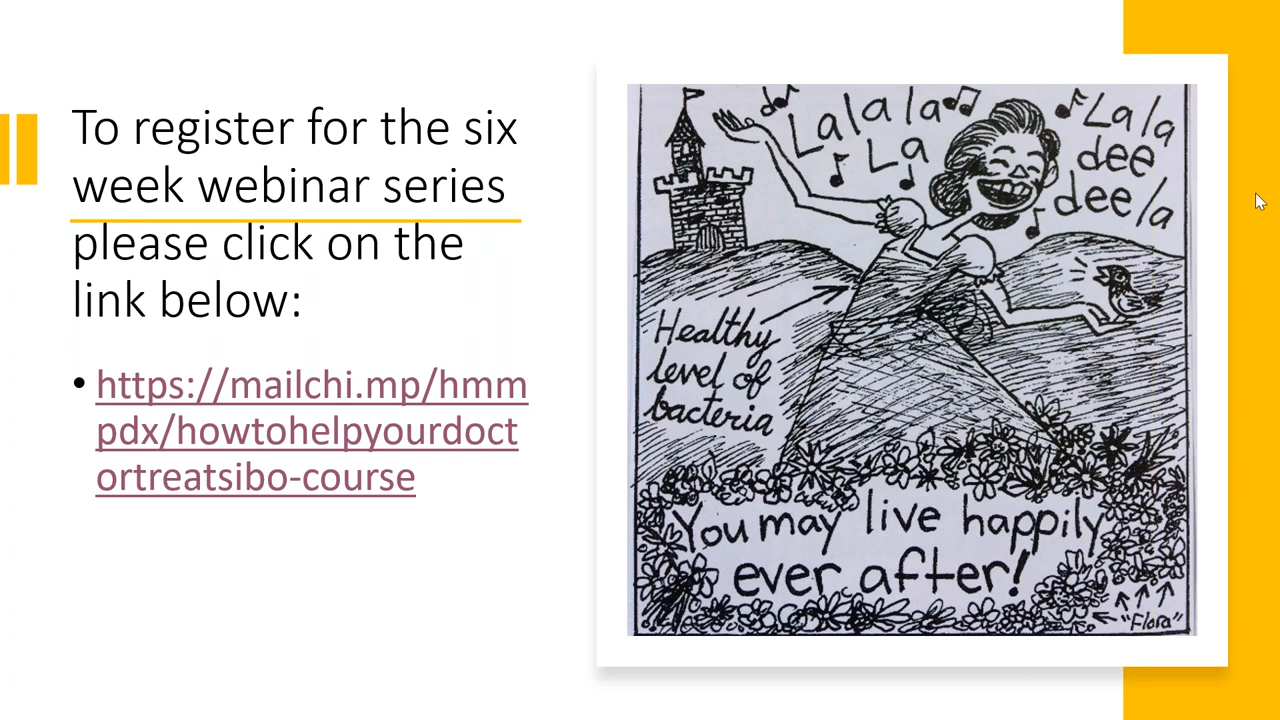 To register for the six
week webinar series
please click on the
link below:
• https://mailchi.mp/hmm
pdx/howtohelpyourdoct
ortreatsibo-course
Lalala
La
Lala
dee
dee/a
Healthy
level of
bacteria
You may live happily
ever after!
"Flora"